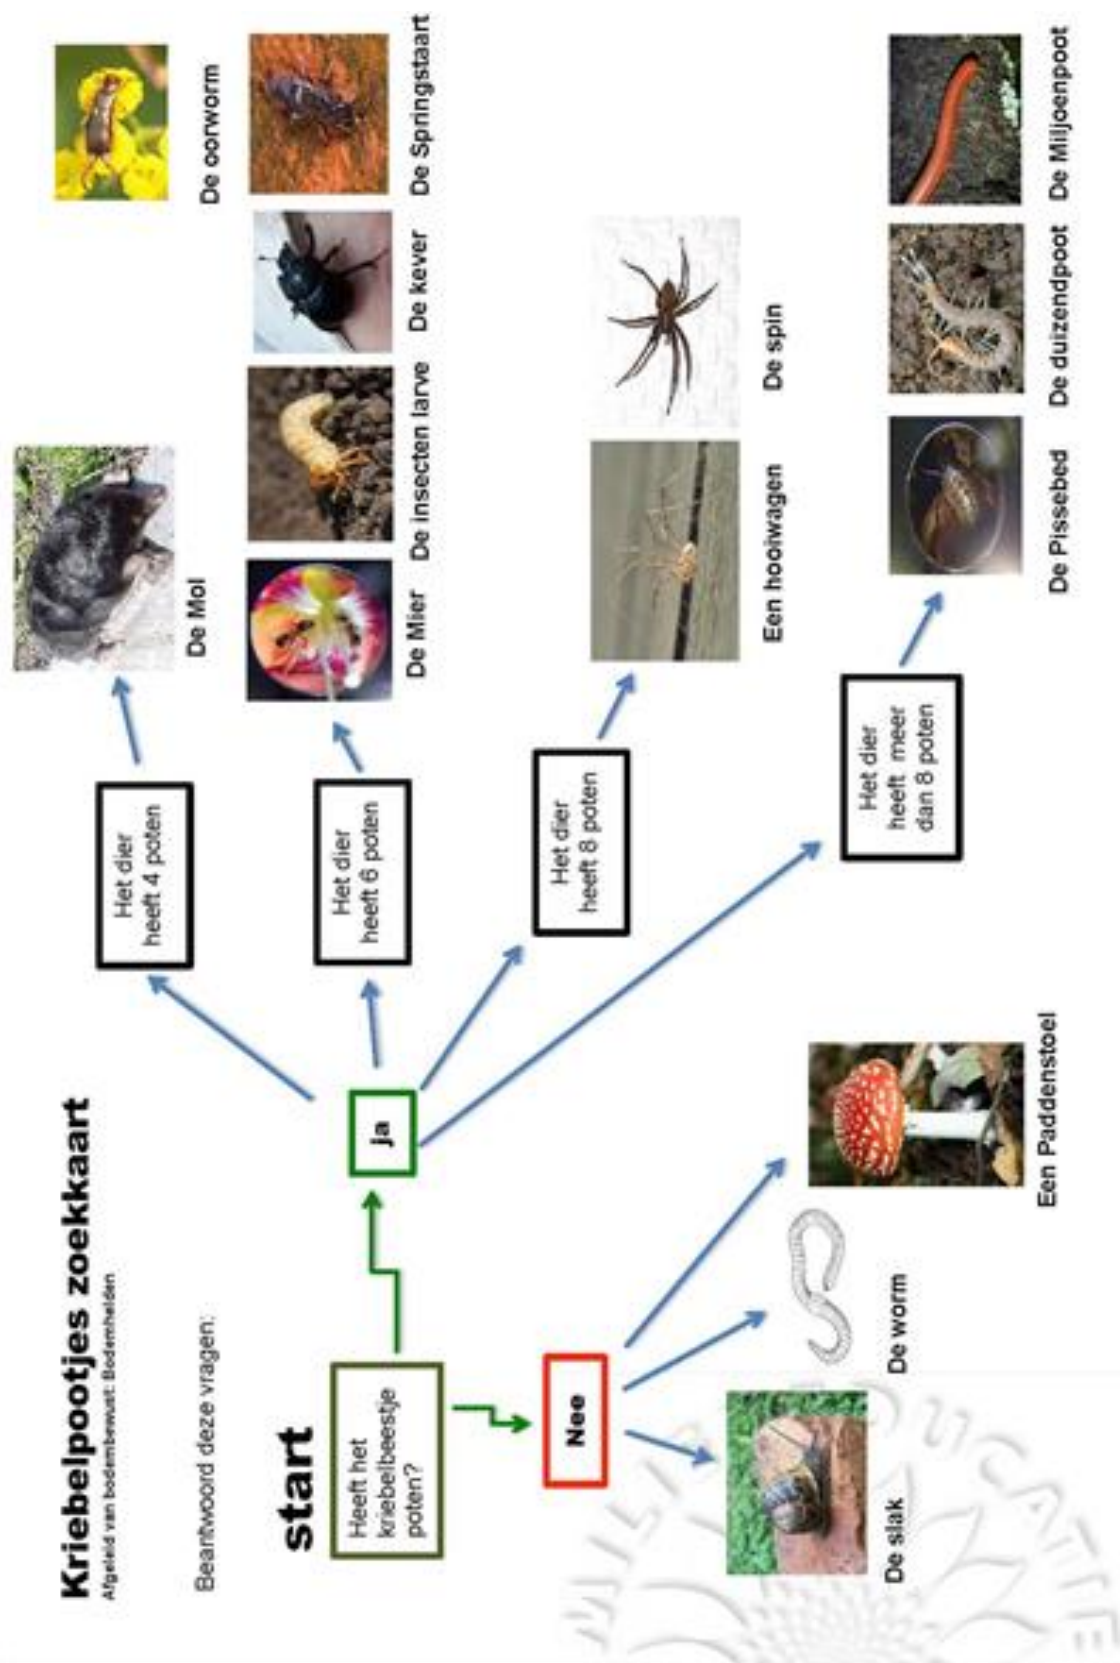 Kriebelpootjes zoekkaart
Afgeleid van bodembewust: Bodemhelden
Beantwoord deze vragen:
start
Heeft het
kriebelbeestje
poten?
ja
Nee
Het dier
heeft 4 poten
De Mol
De oorworm
Het dier
heeft 6 poten
De Mier
De insecten larve
De kever
De Springstaart
Het dier
heeft 8 poten
Een hooiwagen
De spin
Het dier
heeft meer
dan 8 poten
De Pissebed
De duizendpoot
De Miljoenpoot
De slak
De worm
Een Paddenstoel